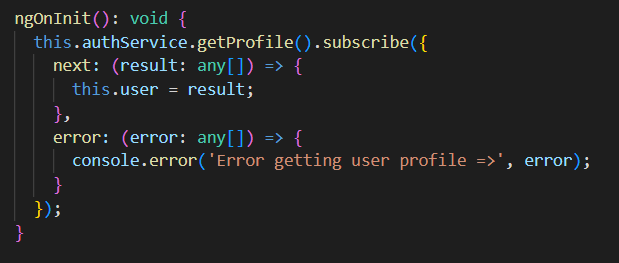 ngOnInit(): void {
  this.authService.getProfile().subscribe({
    next: (result: any[]) => {
      this.user = result;
    },
    error: (error: any[]) => {
      console.error('Error getting user profile =>', error);
    }
  });
}